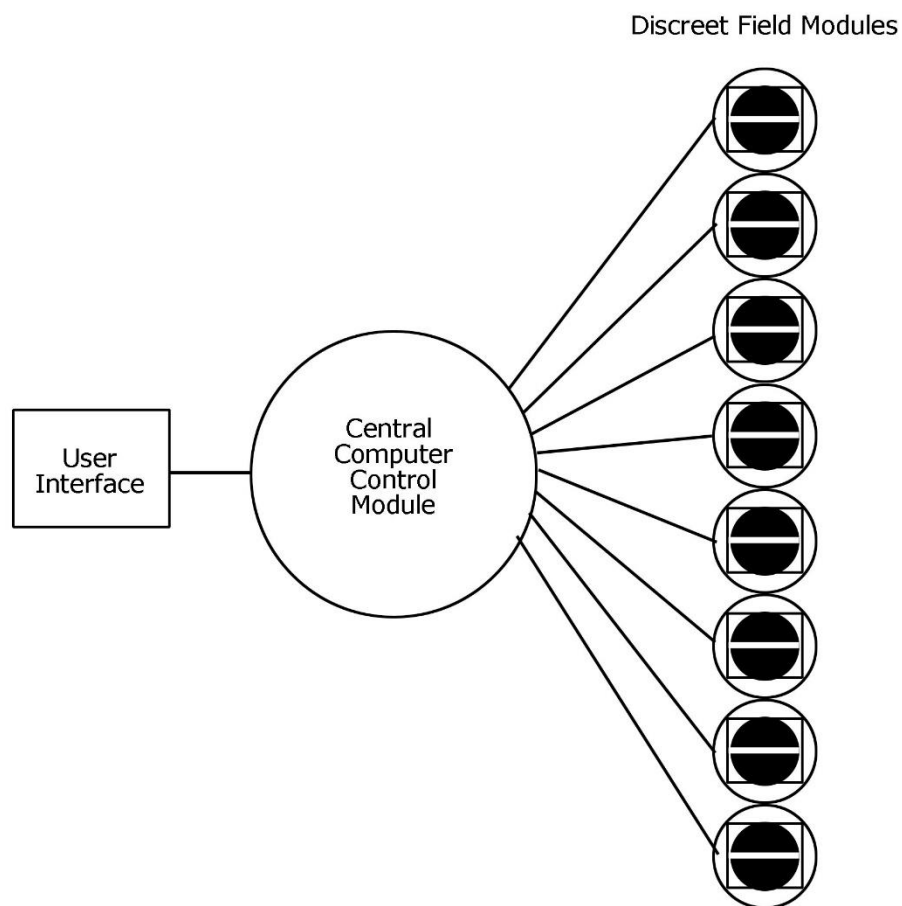 Discreet Field Modules
Central
Computer
Control
Module
User
Interface